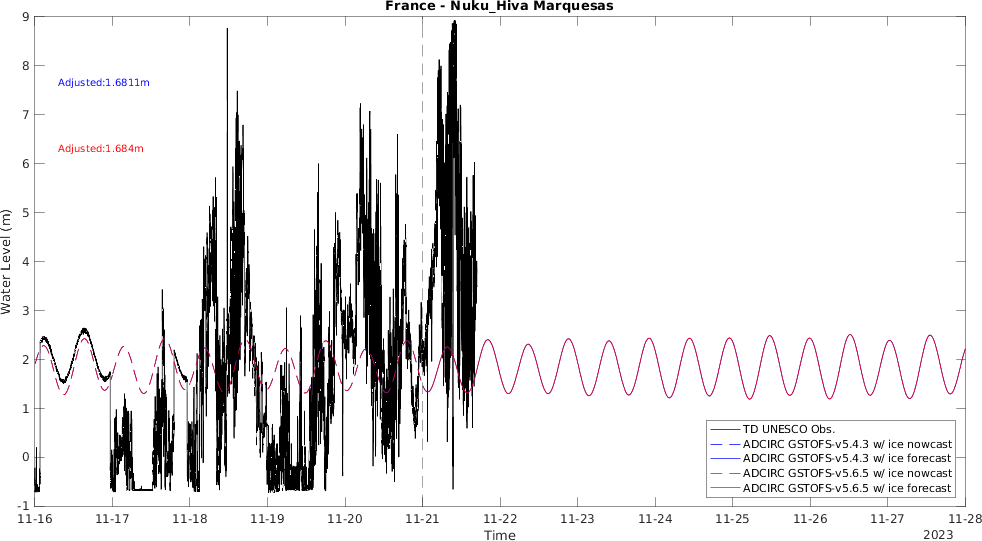 France - Nuku_Hiva Marquesas
Water Level (m)
9
8
7
6
5
4
3
2
1
0
-1
Adjusted:1.6811m
Adjusted:1.684m
TD UNESCO Obs.
ADCIRC GSTOFS-v5.4.3 w/ ice nowcast
ADCIRC GSTOFS-v5.4.3 w/ ice forecast
ADCIRC GSTOFS-v5.6.5 w/ ice nowcast
ADCIRC GSTOFS-v5.6.5 w/ ice forecast
11-16 11-17 11-18 11-19 11-20 11-21 11-22 11-23 11-24 11-25 11-26 11-27 11-28
Time
2023